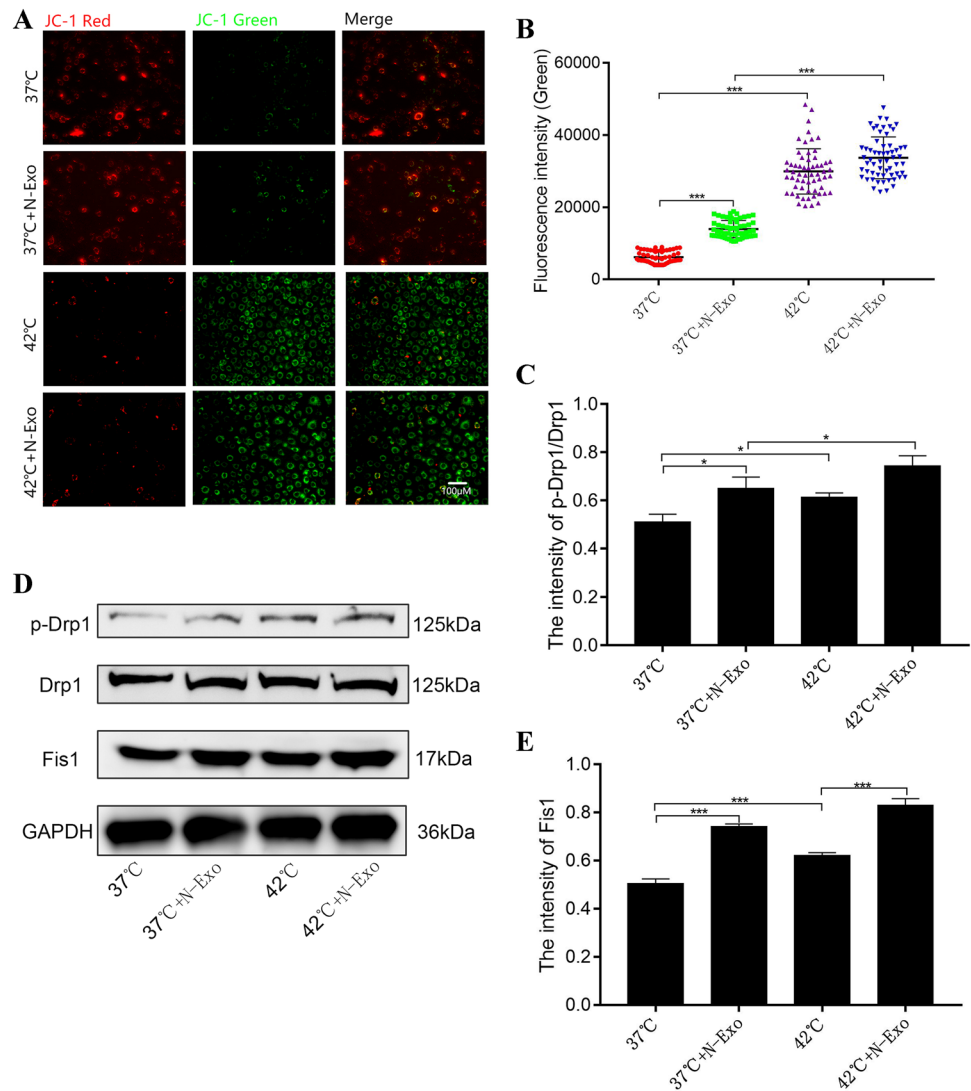 A
JC-1 Red
JC-1 Green
Merge
37℃
37℃+N-Exo
42℃
42℃+N-Exo
100μM
B
Fluorescence intensity (Green)
60000
40000
20000
0
***
***
***
37℃
37℃+N-Exo
42℃
42℃+N-Exo
C
The intensity of p-Drp1/Drp1
1.0
0.8
0.6
0.4
0.2
0.0
*
*
*
37℃
37℃+N-Exo
42℃
42℃+N-Exo
D
p-Drp1
125kDa
Drp1
125kDa
Fis1
17kDa
GAPDH
36kDa
37℃
37℃+N-Exo
42℃
42℃+N-Exo
E
The intensity of Fis1
1.0
0.8
0.6
0.4
0.2
0.0
***
***
***
37℃
37℃+N-Exo
42℃
42℃+N-Exo